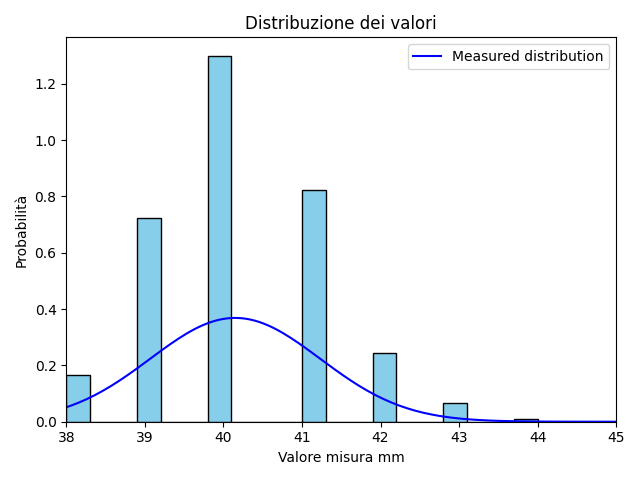 Distribuzione dei valori
Measured distribution
Probabilità
1.2
1.0
0.8
0.6
0.4
0.2
0.0
38 39 40 41 42 43 44 45
Valore misura mm